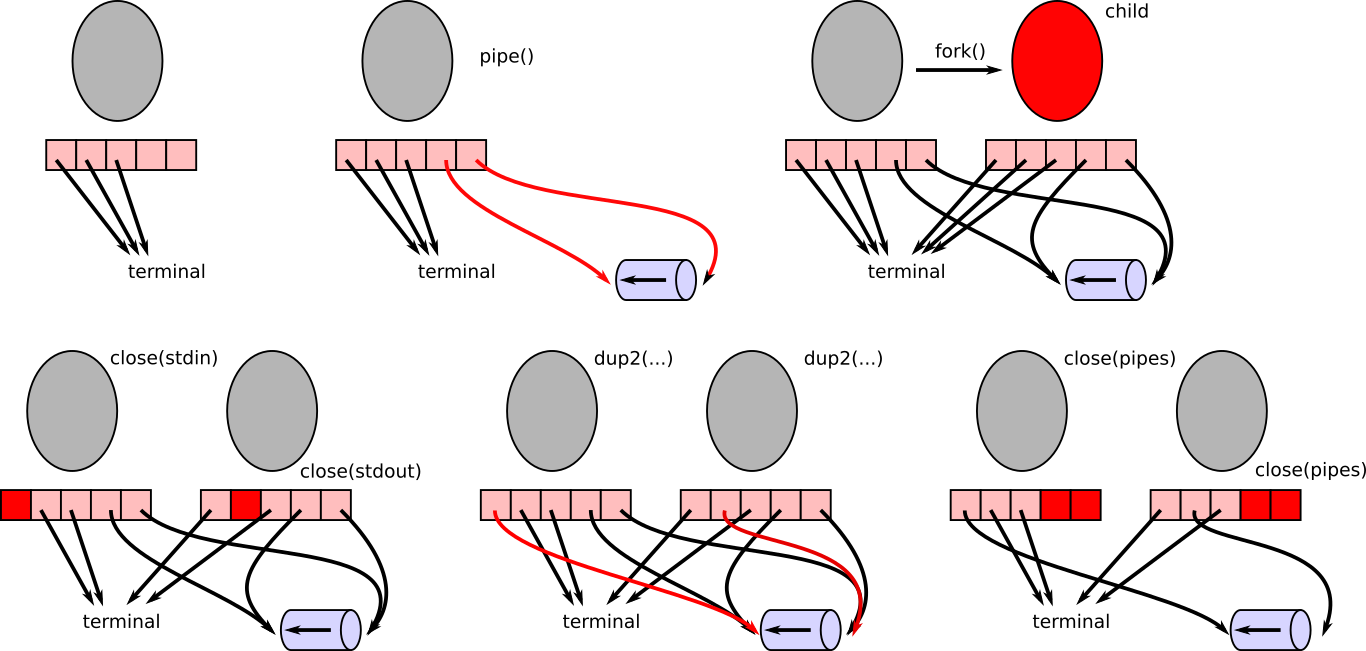 child
fork()
pipe()
terminal
terminal
terminal
close(stdin)
dup2(...)
dup2(...)
close(pipes)
close(stdout)
close(pipes)
terminal
terminal
terminal